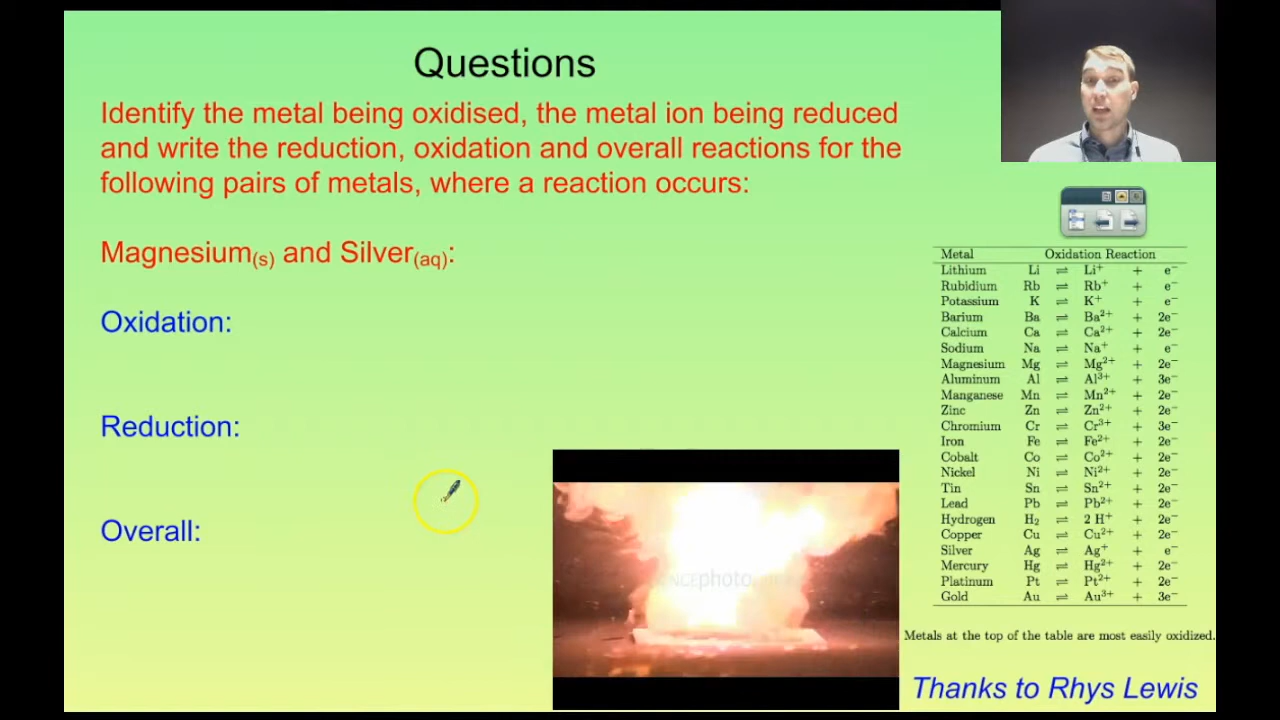 Questions
Identify the metal being oxidised, the metal ion being reduced
and write the reduction, oxidation and overall reactions for the
following pairs of metals, where a reaction occurs:
Magnesium(s) and Silver(aq):
Oxidation:
Reduction:
Overall:
Metal Oxidation Reaction
Lithium Li ⇌ Li⁺ + e⁻
Rubidium Rb ⇌ Rb⁺ + e⁻
Potassium K ⇌ K⁺ + e⁻
Barium Ba ⇌ Ba²⁺ + 2e⁻
Calcium Ca ⇌ Ca²⁺ + 2e⁻
Sodium Na ⇌ Na⁺ + e⁻
Magnesium Mg ⇌ Mg²⁺ + 2e⁻
Aluminum Al ⇌ Al³⁺ + 3e⁻
Manganese Mn ⇌ Mn²⁺ + 2e⁻
Zinc Zn ⇌ Zn²⁺ + 2e⁻
Chromium Cr ⇌ Cr³⁺ + 3e⁻
Iron Fe ⇌ Fe²⁺ + 2e⁻
Cobalt Co ⇌ Co²⁺ + 2e⁻
Nickel Ni ⇌ Ni²⁺ + 2e⁻
Tin Sn ⇌ Sn²⁺ + 2e⁻
Lead Pb ⇌ Pb²⁺ + 2e⁻
Hydrogen H₂ ⇌ 2 H⁺ + 2e⁻
Copper Cu ⇌ Cu²⁺ + 2e⁻
Silver Ag ⇌ Ag⁺ + e⁻
Mercury Hg ⇌ Hg²⁺ + 2e⁻
Platinum Pt ⇌ Pt²⁺ + 2e⁻
Gold Au ⇌ Au³⁺ + 3e⁻
Metals at the top of the table are most easily oxidized.
Thanks to Rhys Lewis